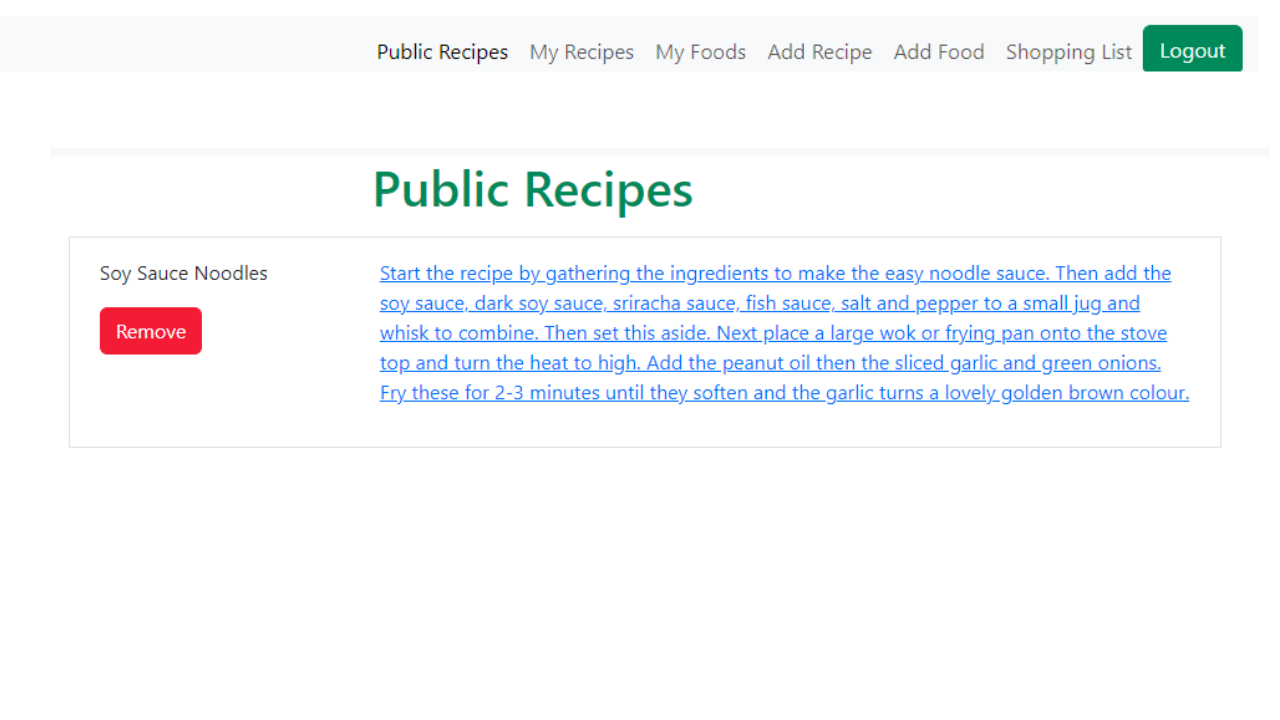 Public Recipes My Recipes My Foods Add Recipe Add Food Shopping List Logout
Public Recipes
Soy Sauce Noodles
Remove
Start the recipe by gathering the ingredients to make the easy noodle sauce. Then add the
soy sauce, dark soy sauce, sriracha sauce, fish sauce, salt and pepper to a small jug and
whisk to combine. Then set this aside. Next place a large wok or frying pan onto the stove
top and turn the heat to high. Add the peanut oil then the sliced garlic and green onions.
Fry these for 2-3 minutes until they soften and the garlic turns a lovely golden brown colour.